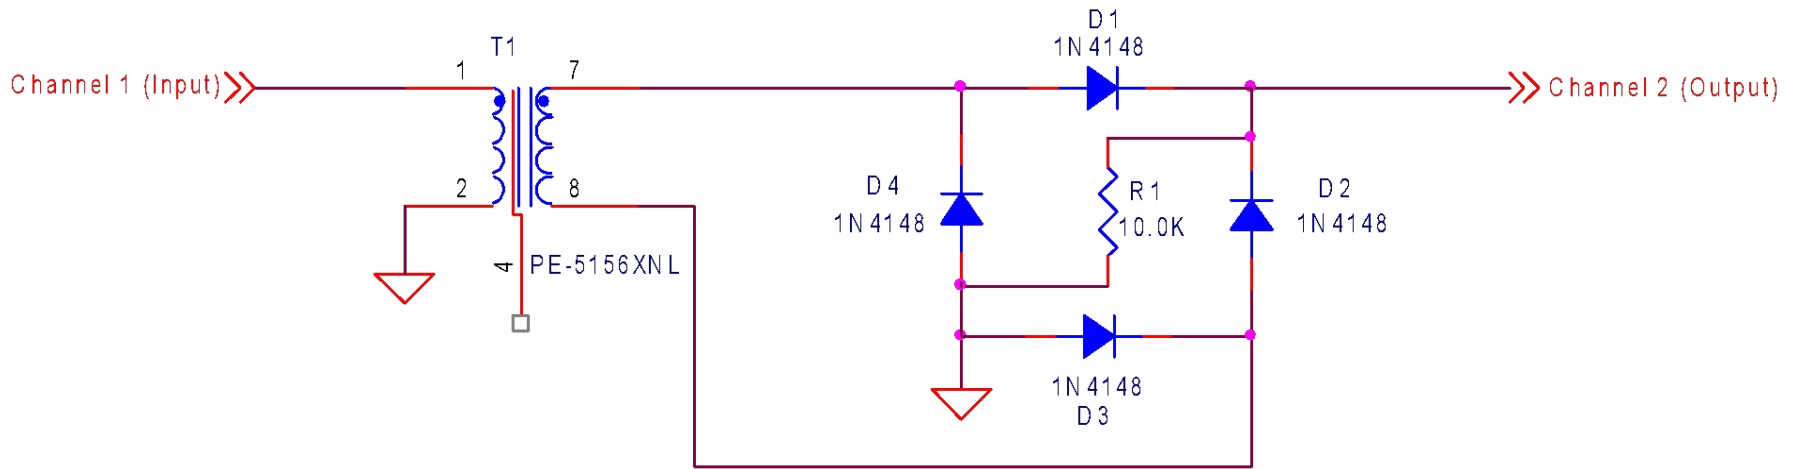 D1
1N4148
T1
1
7
Channel 1 (Input)
Channel 2 (Output)
2
8
D4
1N4148
R1
10.0K
D2
1N4148
4
PE-5156XNL
1N4148
D3